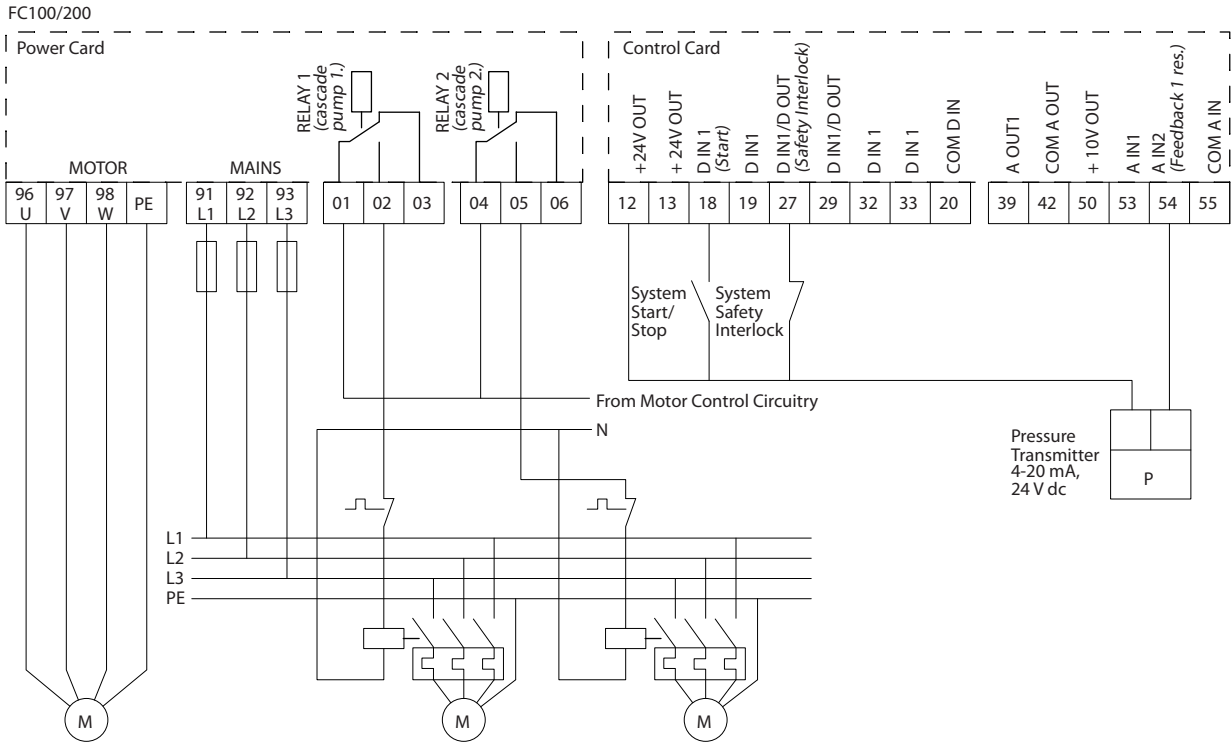 FC100/200
Power Card
RELAY 1
(cascade
pump 1.)
RELAY 2
(cascade
pump 2.)
MOTOR
MAINS
96
U
97
V
98
W
PE
91
L1
92
L2
93
L3
01
02
03
04
05
06
Control Card
+24V OUT
+ 24V OUT
D IN 1
(Start)
D IN1
D IN1/D OUT
(Safety Interlock)
D IN1/D OUT
D IN 1
D IN 1
COM D IN
A OUT1
COM A OUT
+ 10V OUT
A IN1
A IN2
(Feedback 1 res.)
COM A IN
12
13
18
19
27
29
32
33
20
39
42
50
53
54
55
System
Start/
Stop
System
Safety
Interlock
From Motor Control Circuitry
N
Pressure
Transmitter
4-20 mA,
24 V dc
P
L1
L2
L3
PE
M
M
M